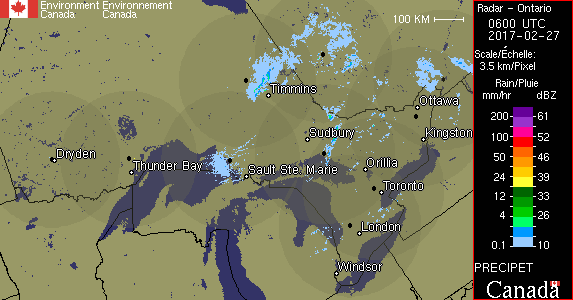 Environment Environnement
Canada Canada
100 KM
Radar - Ontario
0600 UTC
2017-02-27
Scale/Échelle:
3.5 km/Pixel
Rain/Pluie
mm/hr dBZ
200 61
100 52
50 46
24 39
12 33
4 26
1 18
0.1 10
PRECIPET
Canada
Timmins
Ottawa
Sudbury
Kingston
Dryden
Thunder Bay
Sault Ste. Marie
Orillia
Toronto
London
Windsor